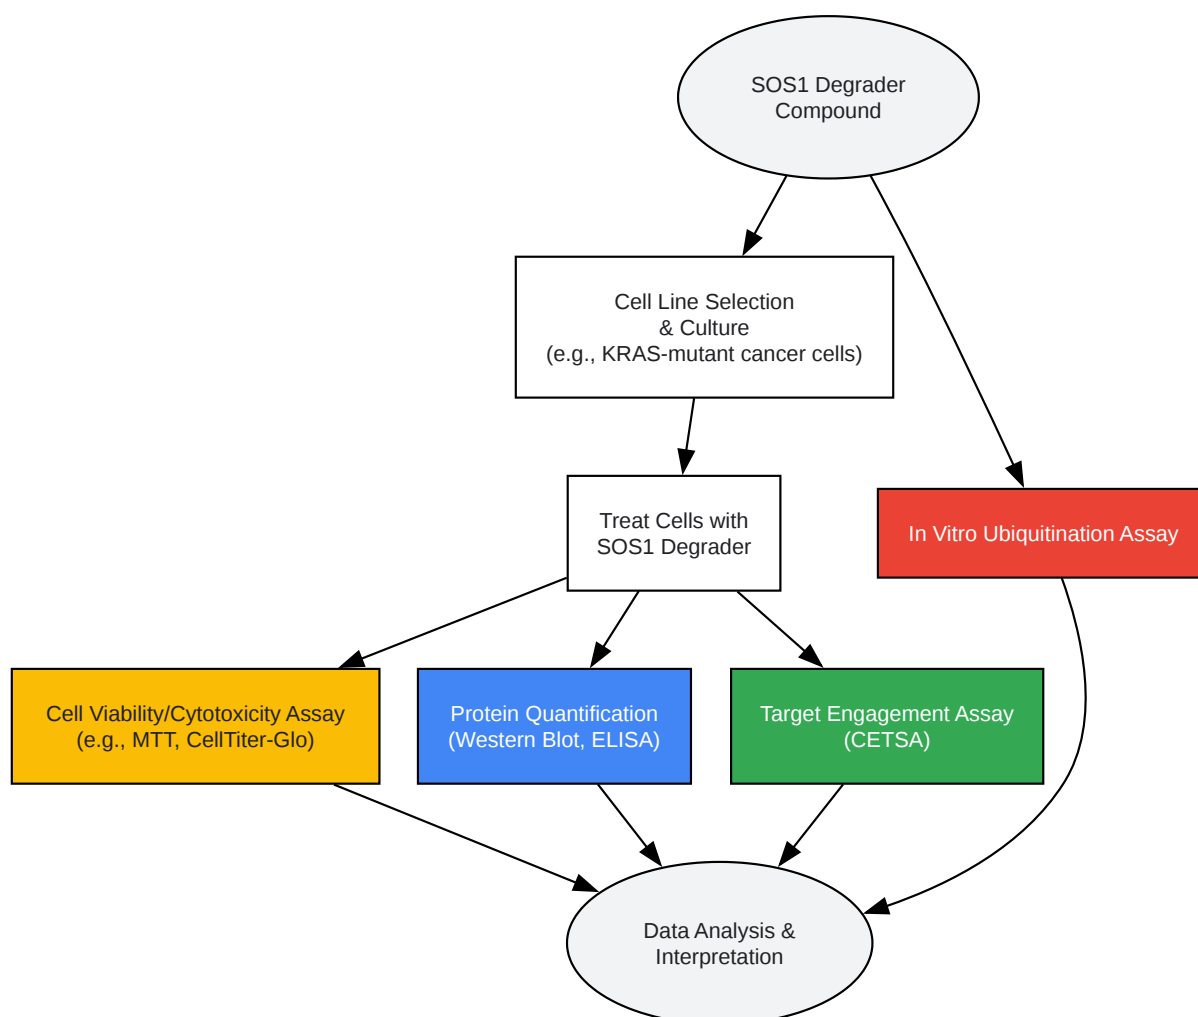 SOS1 Degrader
Compound
Cell Line Selection
& Culture
(e.g., KRAS-mutant cancer cells)
Treat Cells with
SOS1 Degrader
In Vitro Ubiquitination Assay
Cell Viability/Cytotoxicity Assay
(e.g., MTT, CellTiter-Glo)
Protein Quantification
(Western Blot, ELISA)
Target Engagement Assay
(CETSA)
Data Analysis &
Interpretation